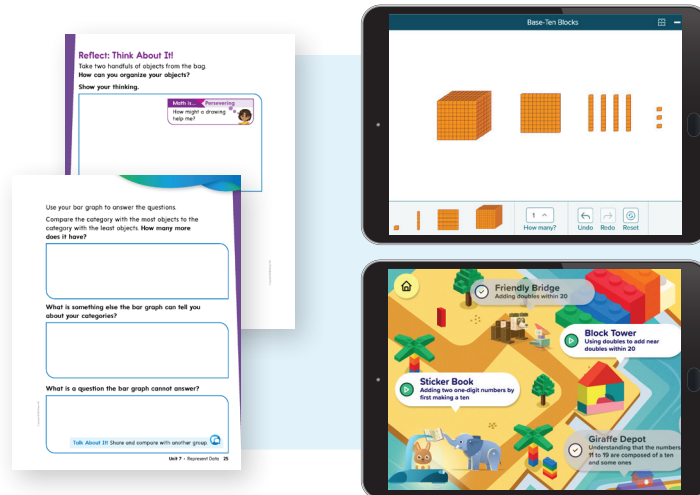 Reflect: Think About It!
Take two handfuls of objects from the bag.
How can you organize your objects?
Show your thinking.
Math is... Persevering
How might a drawing
help me?
Use your bar graph to answer the questions.
Compare the category with the most objects to the
category with the least objects. How many more
does it have?
What is something else the bar graph can tell you
about your categories?
What is a question the bar graph cannot answer?
Talk About It! Share and compare with another group.
Unit 7 • Represent Data 25
Base-Ten Blocks
1
How many?
Undo Redo Reset
Friendly Bridge
Adding doubles within 20
Block Tower
Using doubles to add near
doubles within 20
Sticker Book
Adding two one-digit numbers by
first making a ten
Giraffe Depot
Understanding that the numbers
11 to 19 are composed of a ten
and some ones